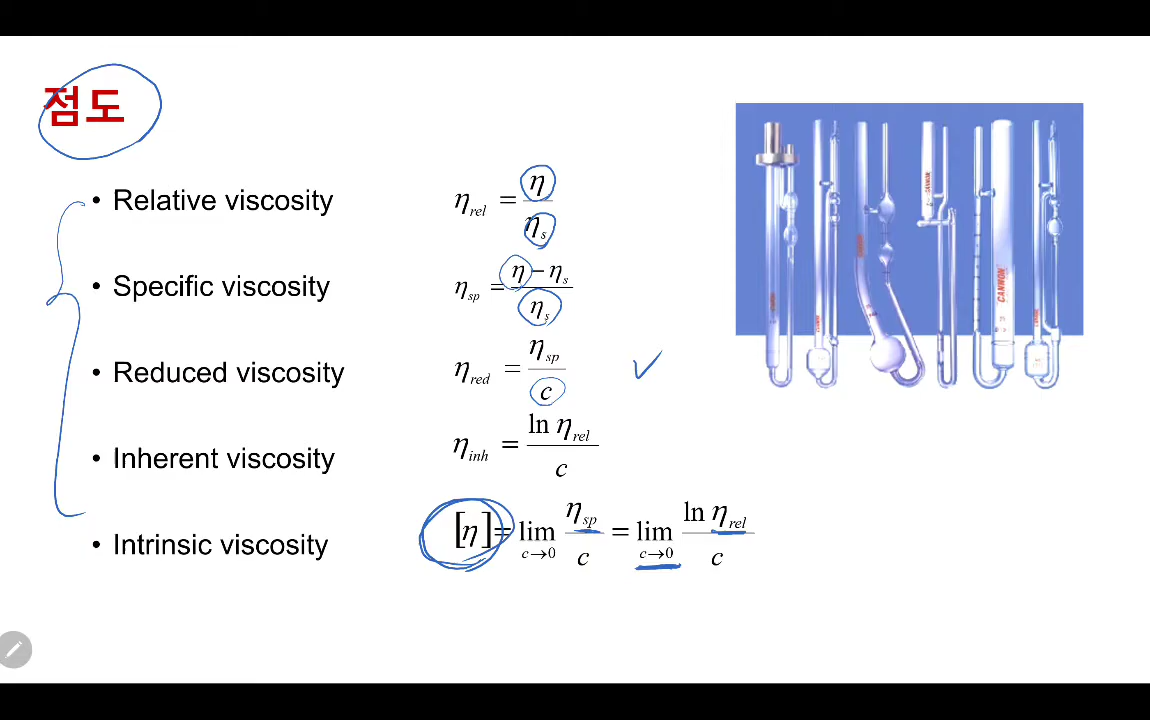 점도
• Relative viscosity η_rel = η / η_s
• Specific viscosity η_sp = (η − η_s) / η_s
• Reduced viscosity η_red = η_sp / c
• Inherent viscosity η_inh = ln η_rel / c
• Intrinsic viscosity [η] = lim_{c→0} η_sp / c = lim_{c→0} ln η_rel / c
CANNON
CANNON